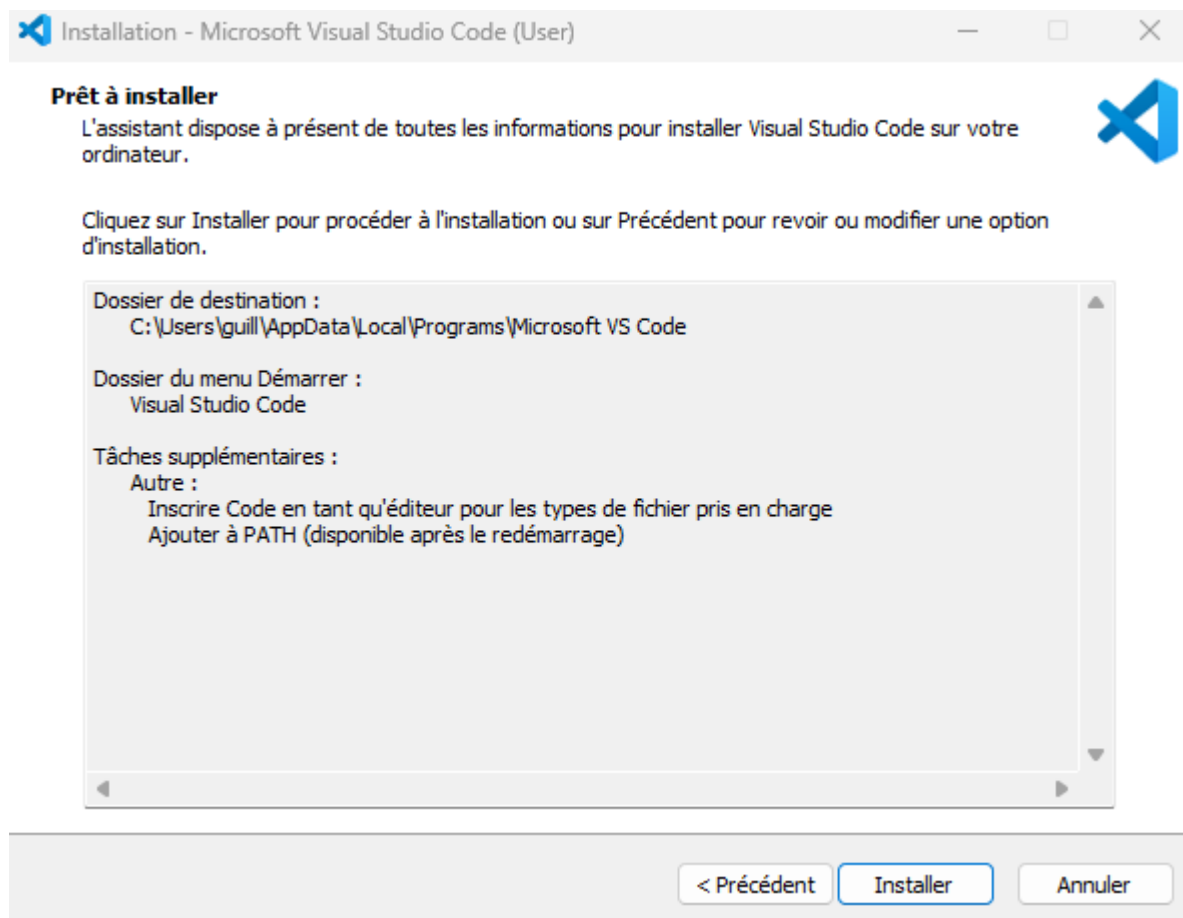 Installation - Microsoft Visual Studio Code (User)
Prêt à installer
L'assistant dispose à présent de toutes les informations pour installer Visual Studio Code sur votre
ordinateur.
Cliquez sur Installer pour procéder à l'installation ou sur Précédent pour revoir ou modifier une option
d'installation.
Dossier de destination :
C:\Users\guill\AppData\Local\Programs\Microsoft VS Code
Dossier du menu Démarrer :
Visual Studio Code
Tâches supplémentaires :
Autre :
Inscrire Code en tant qu'éditeur pour les types de fichier pris en charge
Ajouter à PATH (disponible après le redémarrage)
< Précédent Installer Annuler